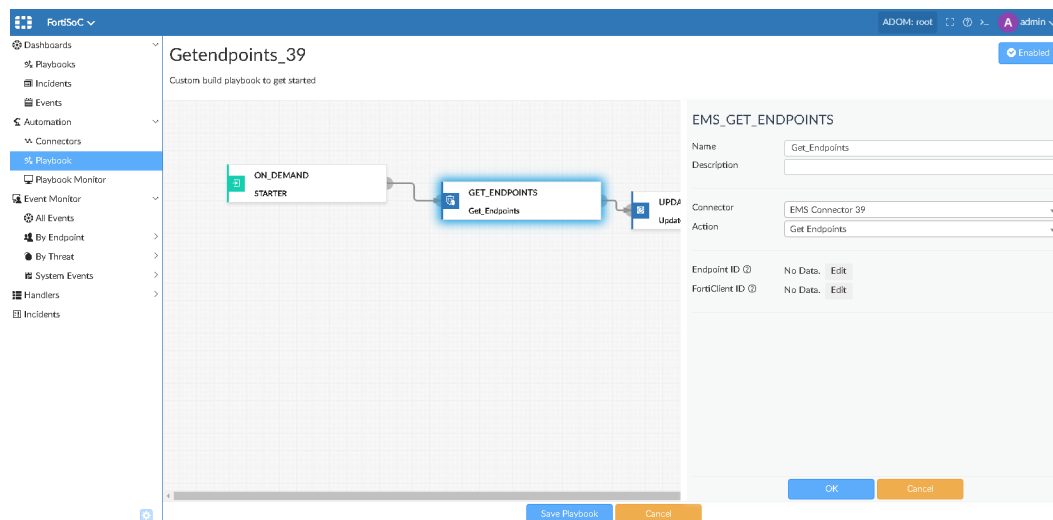 FortiSoC
ADOM: root
A admin
Dashboards
Playbooks
Incidents
Events
Automation
Connectors
Playbook
Playbook Monitor
Event Monitor
All Events
By Endpoint
By Threat
System Events
Handlers
Incidents
Getendpoints_39
Enabled
Custom build playbook to get started
ON_DEMAND
STARTER
GET_ENDPOINTS
Get_Endpoints
UPDA
Update
EMS_GET_ENDPOINTS
Name Get_Endpoints
Description
Connector EMS Connector 39
Action Get Endpoints
Endpoint ID No Data. Edit
FortiClient ID No Data. Edit
OK Cancel
Save Playbook Cancel